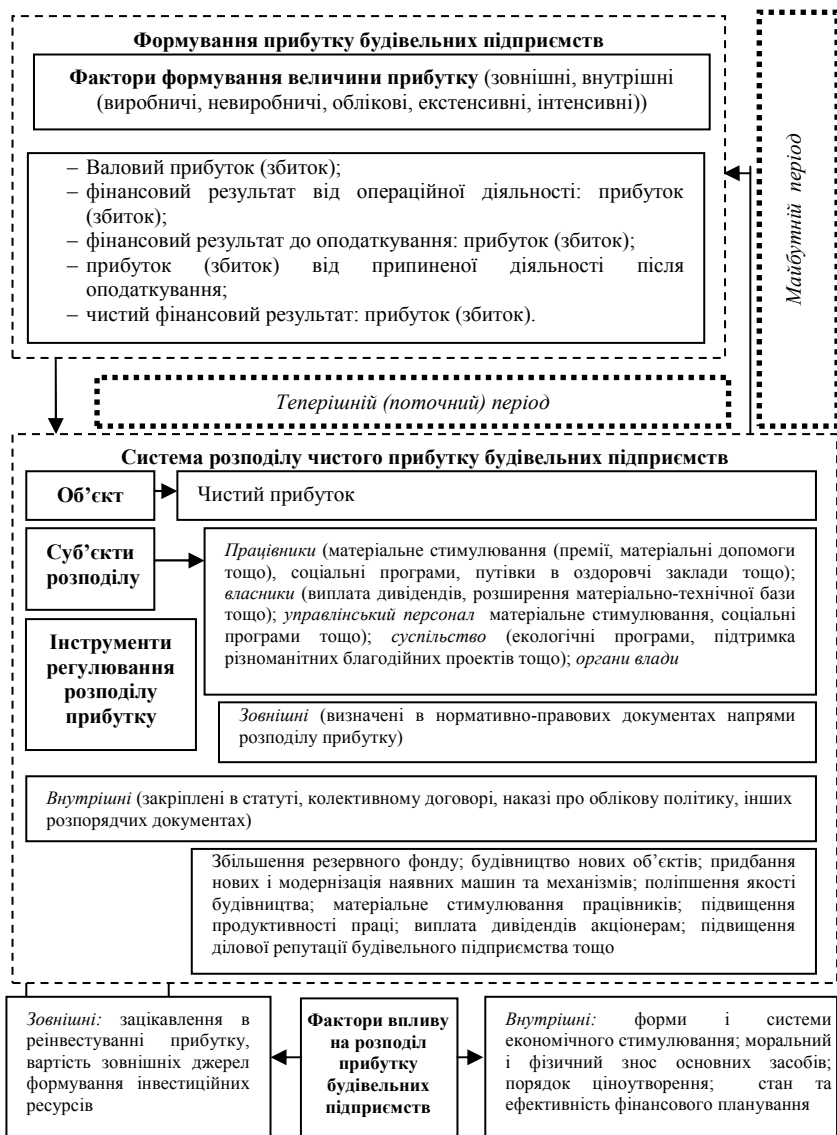 Формування прибутку будівельних підприємств
Фактори формування величини прибутку (зовнішні, внутрішні
(виробничі, невиробничі, облікові, екстенсивні, інтенсивні))
– Валовий прибуток (збиток);
– фінансовий результат від операційної діяльності: прибуток
(збиток);
– фінансовий результат до оподаткування: прибуток (збиток);
– прибуток (збиток) від припиненої діяльності після
оподаткування;
– чистий фінансовий результат: прибуток (збиток).
Майбутній період
Теперішній (поточний) період
Система розподілу чистого прибутку будівельних підприємств
Об’єкт
Чистий прибуток
Суб’єкти
розподілу
Працівники (матеріальне стимулювання (премії, матеріальні допомоги
тощо), соціальні програми, путівки в оздоровчі заклади тощо);
власники (виплата дивідендів, розширення матеріально-технічної бази
тощо); управлінський персонал матеріальне стимулювання, соціальні
програми тощо); суспільство (екологічні програми, підтримка
різноманітних благодійних проектів тощо); органи влади
Інструменти
регулювання
розподілу
прибутку
Зовнішні (визначені в нормативно-правових документах напрями
розподілу прибутку)
Внутрішні (закріплені в статуті, колективному договорі, наказі про облікову політику, інших
розпорядчих документах)
Збільшення резервного фонду; будівництво нових об’єктів; придбання
нових і модернізація наявних машин та механізмів; поліпшення якості
будівництва; матеріальне стимулювання працівників; підвищення
продуктивності праці; виплата дивідендів акціонерам; підвищення
ділової репутації будівельного підприємства тощо
Зовнішні: зацікавлення в
реінвестуванні прибутку,
вартість зовнішніх джерел
формування інвестиційних
ресурсів
Фактори впливу
на розподіл
прибутку
будівельних
підприємств
Внутрішні: форми і системи
економічного стимулювання; моральний
і фізичний знос основних засобів;
порядок ціноутворення; стан та
ефективність фінансового планування